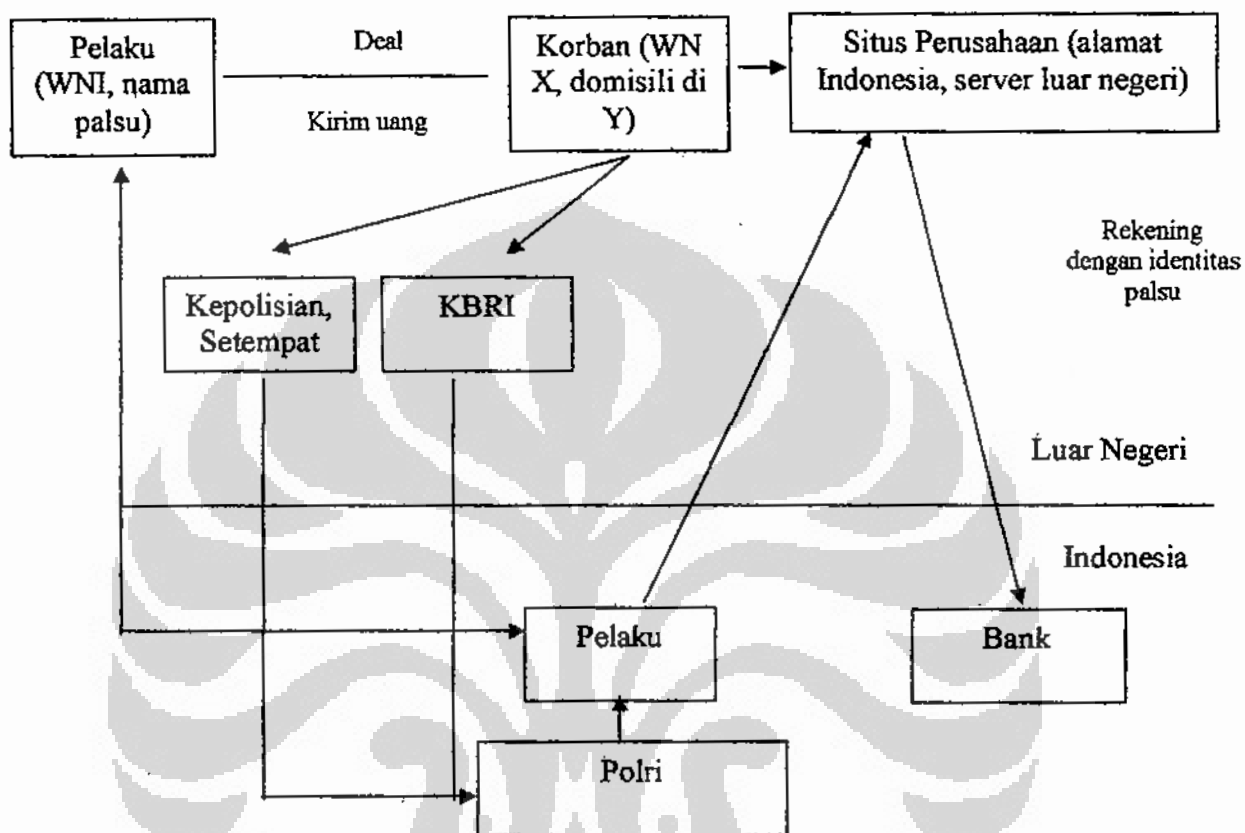 Pelaku
(WNI, nama
palsu)
Deal
Kirim uang
Korban (WN
X, domisili di
Y)
Situs Perusahaan (alamat
Indonesia, server luar negeri)
Rekening
dengan identitas
palsu
Kepolisian,
Setempat
KBRI
Luar Negeri
Indonesia
Pelaku
Bank
Polri